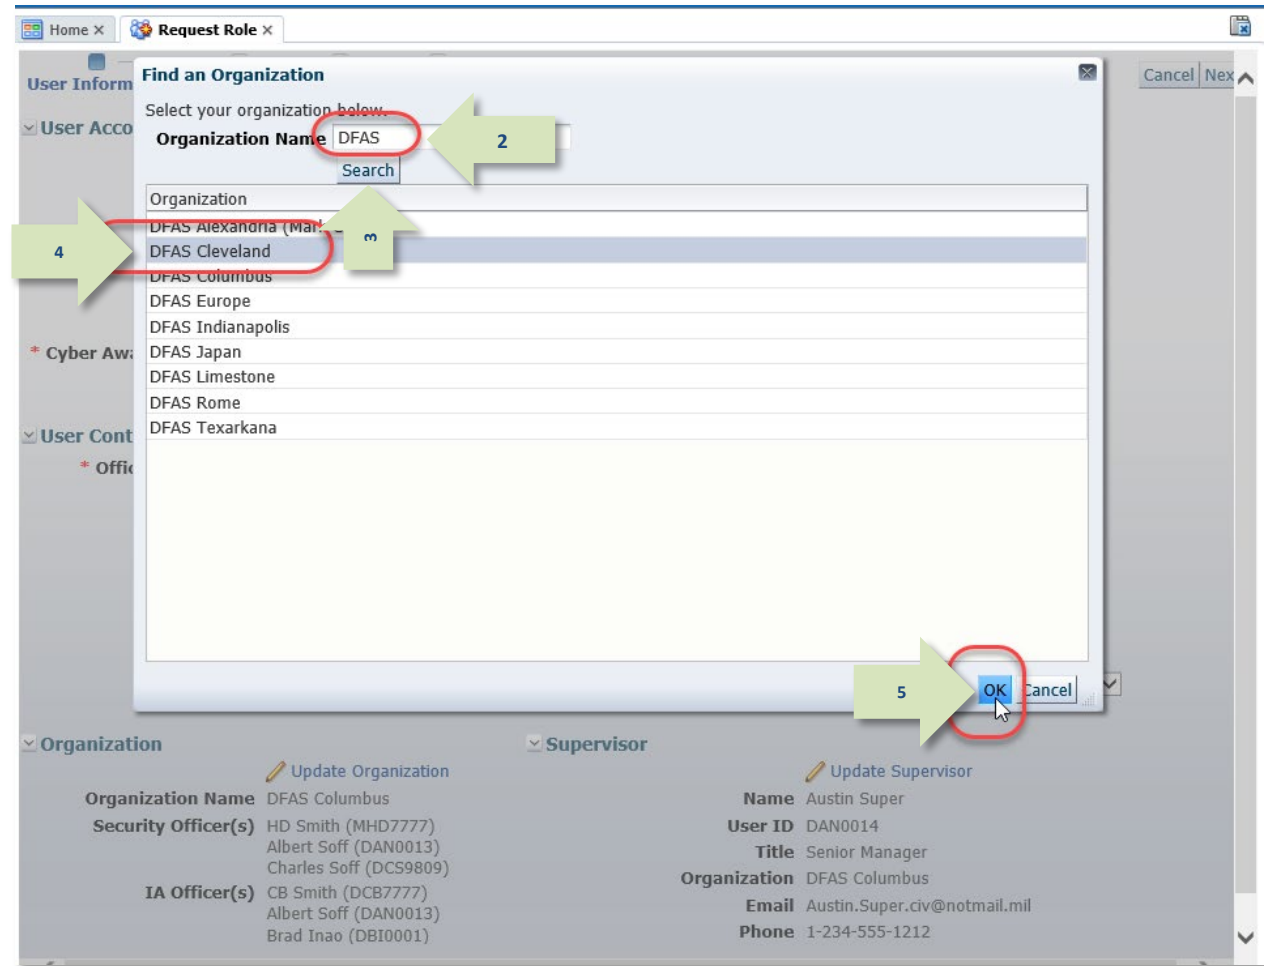 Home × Request Role ×
User Inform
Cancel Nex
Find an Organization
Select your organization below.
Organization Name DFAS
2
Search
3
User Acco
Organization
DFAS Alexandria (Mar
4
DFAS Cleveland
DFAS Columbus
DFAS Europe
DFAS Indianapolis
* Cyber Awa
DFAS Japan
DFAS Limestone
DFAS Rome
User Cont
DFAS Texarkana
* Offic
5
OK Cancel
Organization
Update Organization
Organization Name DFAS Columbus
Security Officer(s) HD Smith (MHD7777)
Albert Soff (DAN0013)
Charles Soff (DCS9809)
IA Officer(s) CB Smith (DCB7777)
Albert Soff (DAN0013)
Brad Inao (DBI0001)
Supervisor
Update Supervisor
Name Austin Super
User ID DAN0014
Title Senior Manager
Organization DFAS Columbus
Email Austin.Super.civ@notmail.mil
Phone 1-234-555-1212